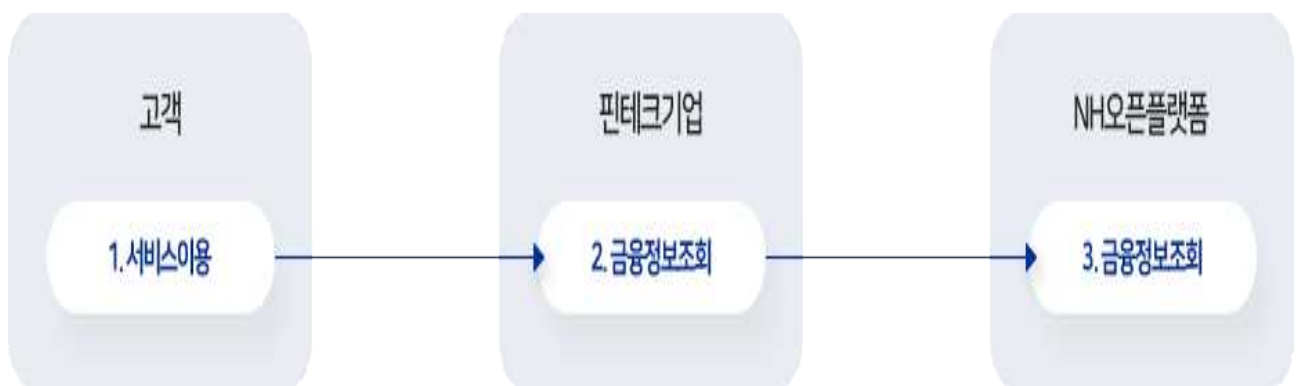 고객
핀테크기업
NH오픈플랫폼
1. 서비스이용
2. 금융정보조회
3. 금융정보조회